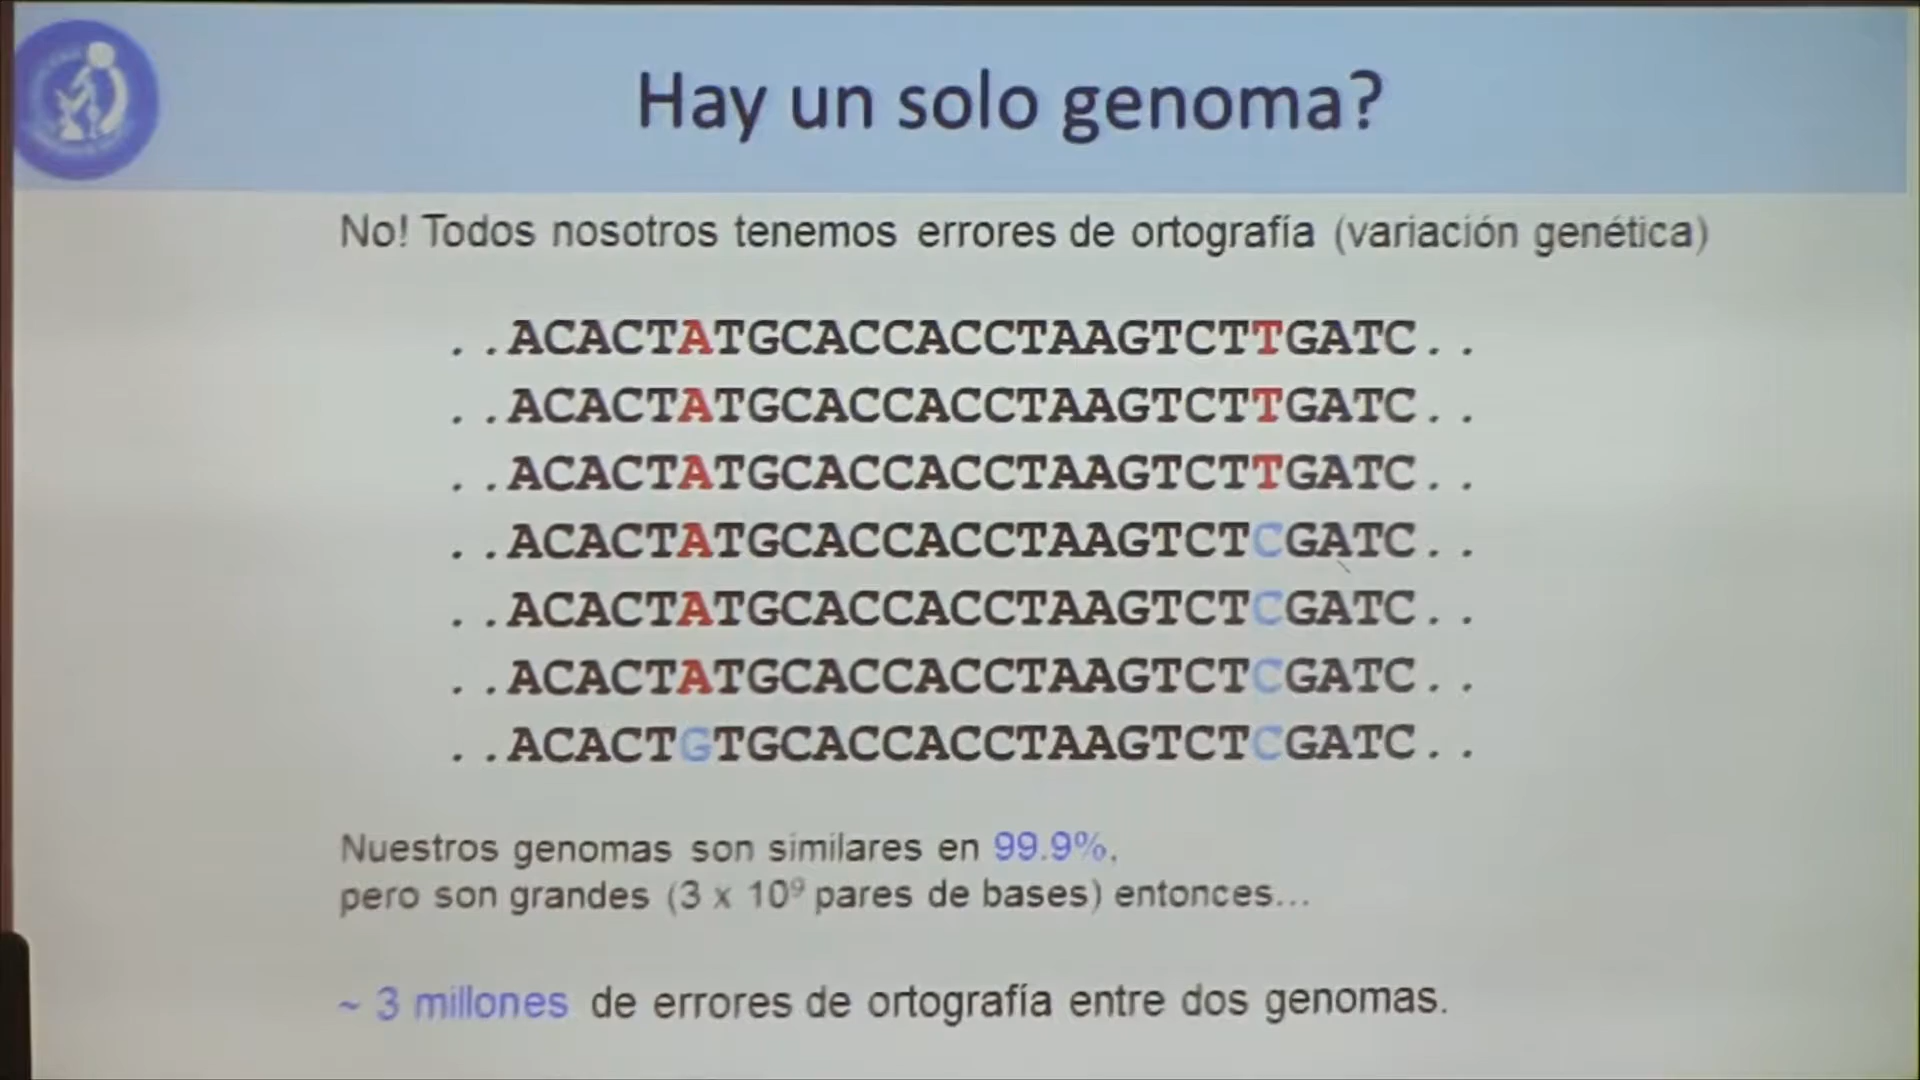 Hay un solo genoma?
No! Todos nosotros tenemos errores de ortografía (variación genética)
. . ACACTATGCACCACCTAAGTCTTGATC . .
. . ACACTATGCACCACCTAAGTCTTGATC . .
. . ACACTATGCACCACCTAAGTCTTGATC . .
. . ACACTATGCACCACCTAAGTCTCGATC . .
. . ACACTATGCACCACCTAAGTCTCGATC . .
. . ACACTATGCACCACCTAAGTCTCGATC . .
. . ACACTGTGCACCACCTAAGTCTCGATC . .
Nuestros genomas son similares en 99.9%,
pero son grandes (3 x 10⁹ pares de bases) entonces...
~ 3 millones de errores de ortografía entre dos genomas.